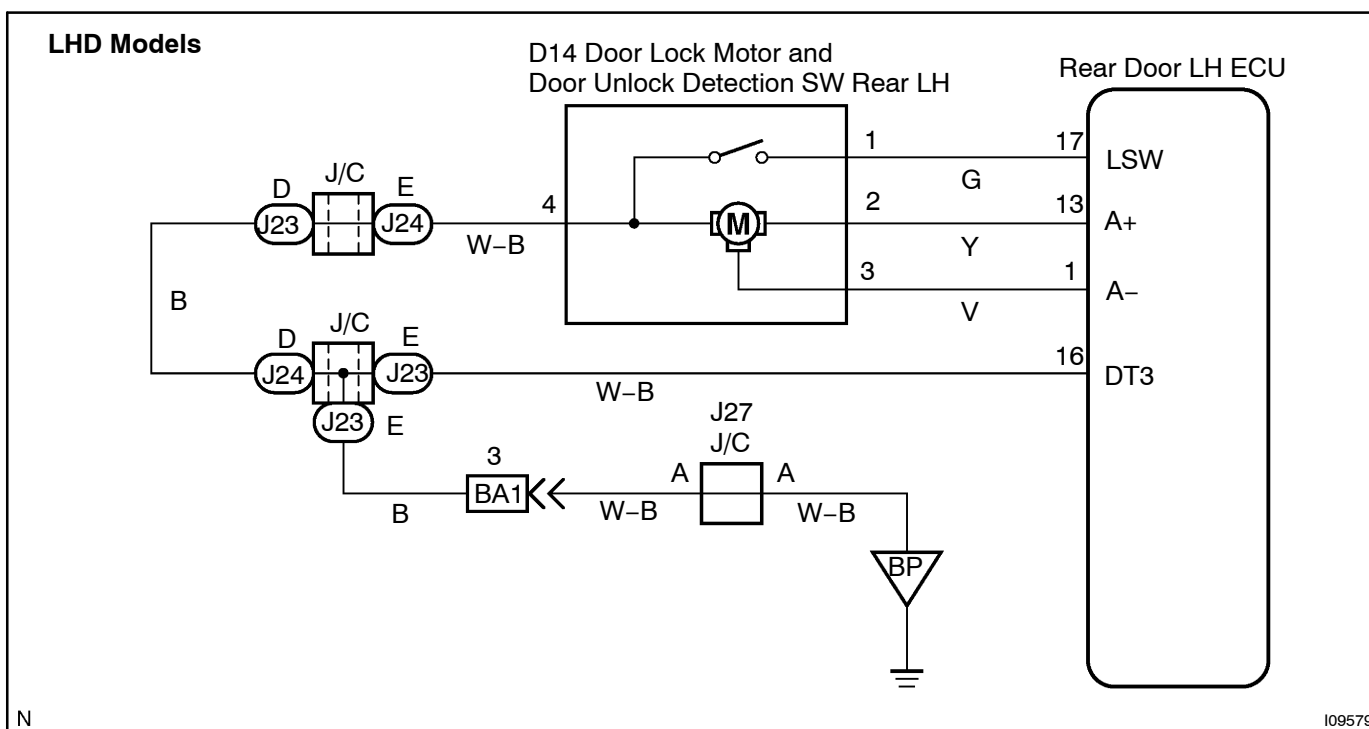 LHD Models
D14 Door Lock Motor and
Door Unlock Detection SW Rear LH
Rear Door LH ECU
1
17
LSW
G
D
J/C
E
J23
J24
W-B
4
M
2
13
A+
Y
3
1
A-
V
B
D
J/C
E
J24
J23
W-B
16
DT3
J23
E
J27
J/C
3
BA1
B
W-B
A
A
W-B
BP
N
I09579